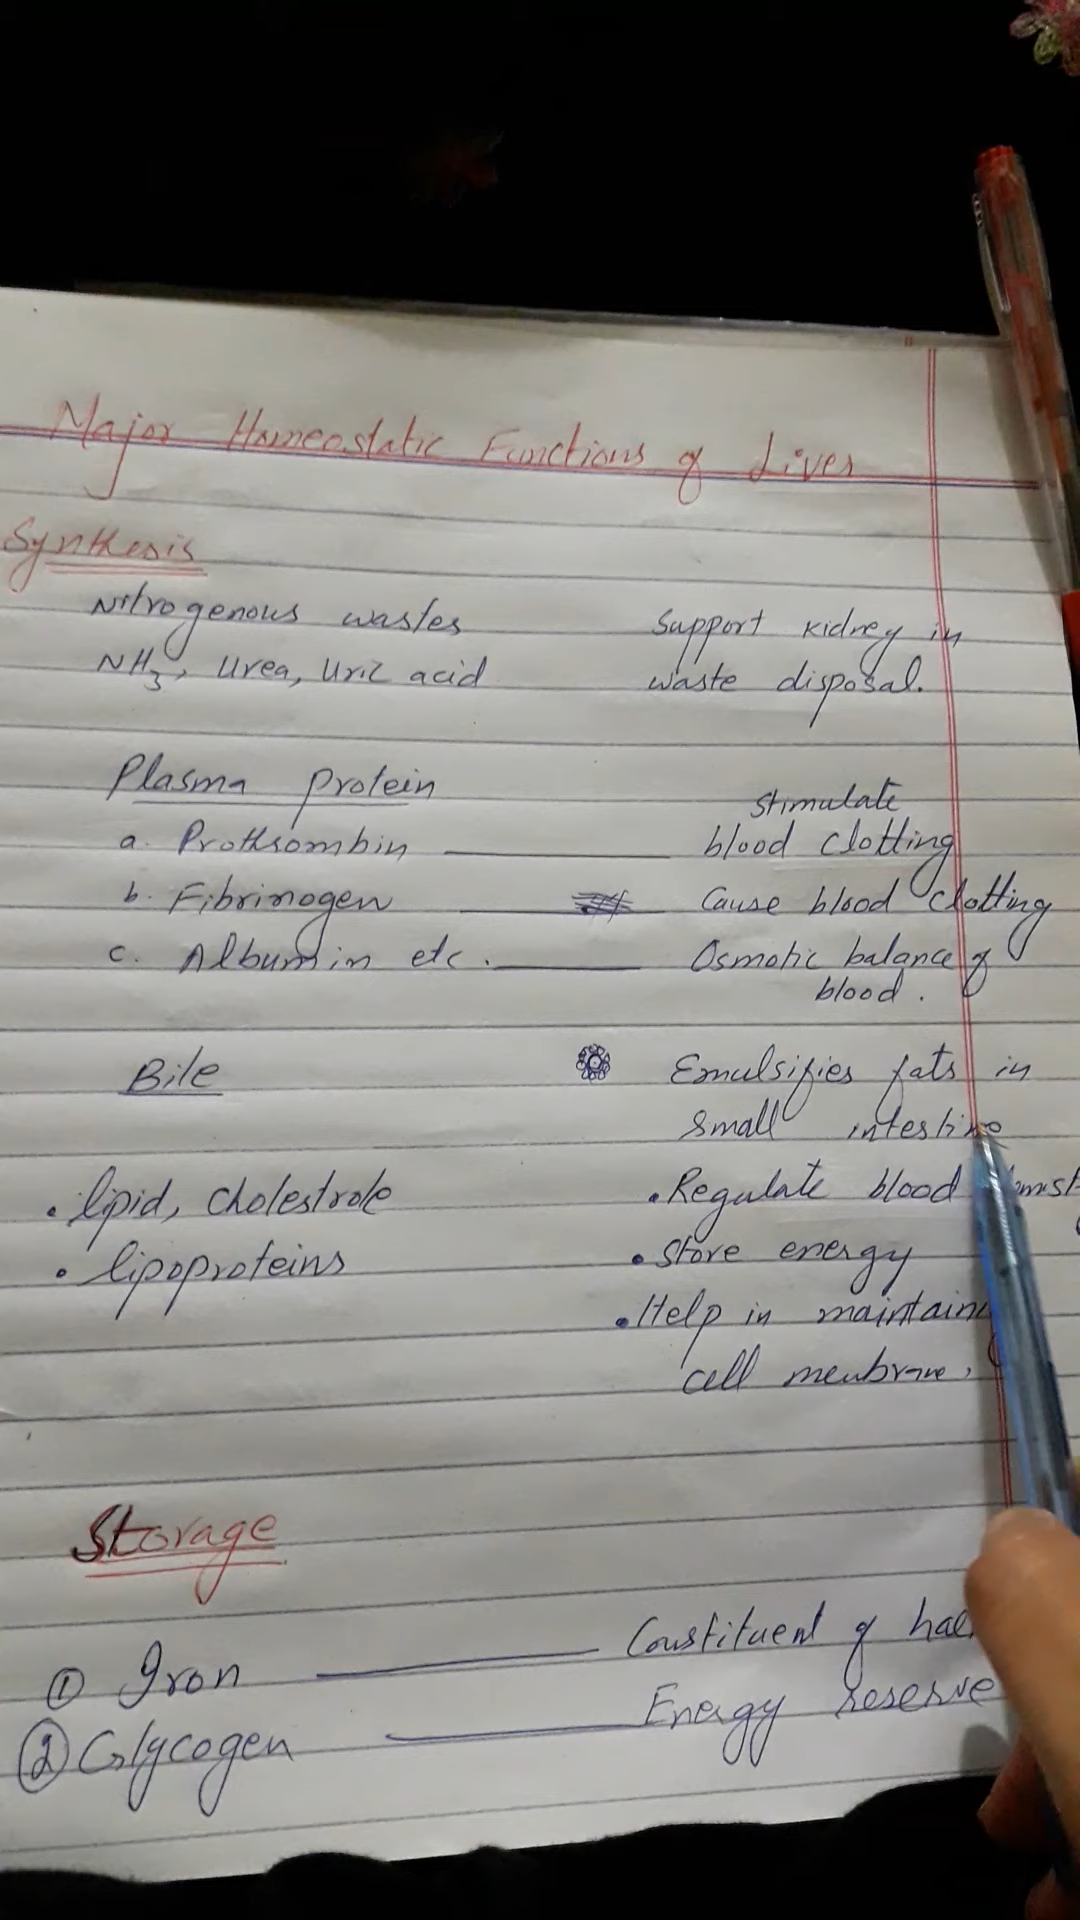 Major Homeostatic Functions of Liver
Synthesis
Nitrogenous wastes Support kidney in
NH3, Urea, Uric acid waste disposal.
Plasma protein
Stimulate
a. Prothrombin blood clotting
b. Fibrinogen Cause blood clotting
c. Albumin etc. Osmotic balance of
blood.
Bile Emulsifies fats in
small intestine
• lipid, Cholestrole • Regulate blood
• lipoproteins • Store energy
• Help in
cell menbrane.
Storage
① Iron Constituent of
② Glycogen Energy reserve